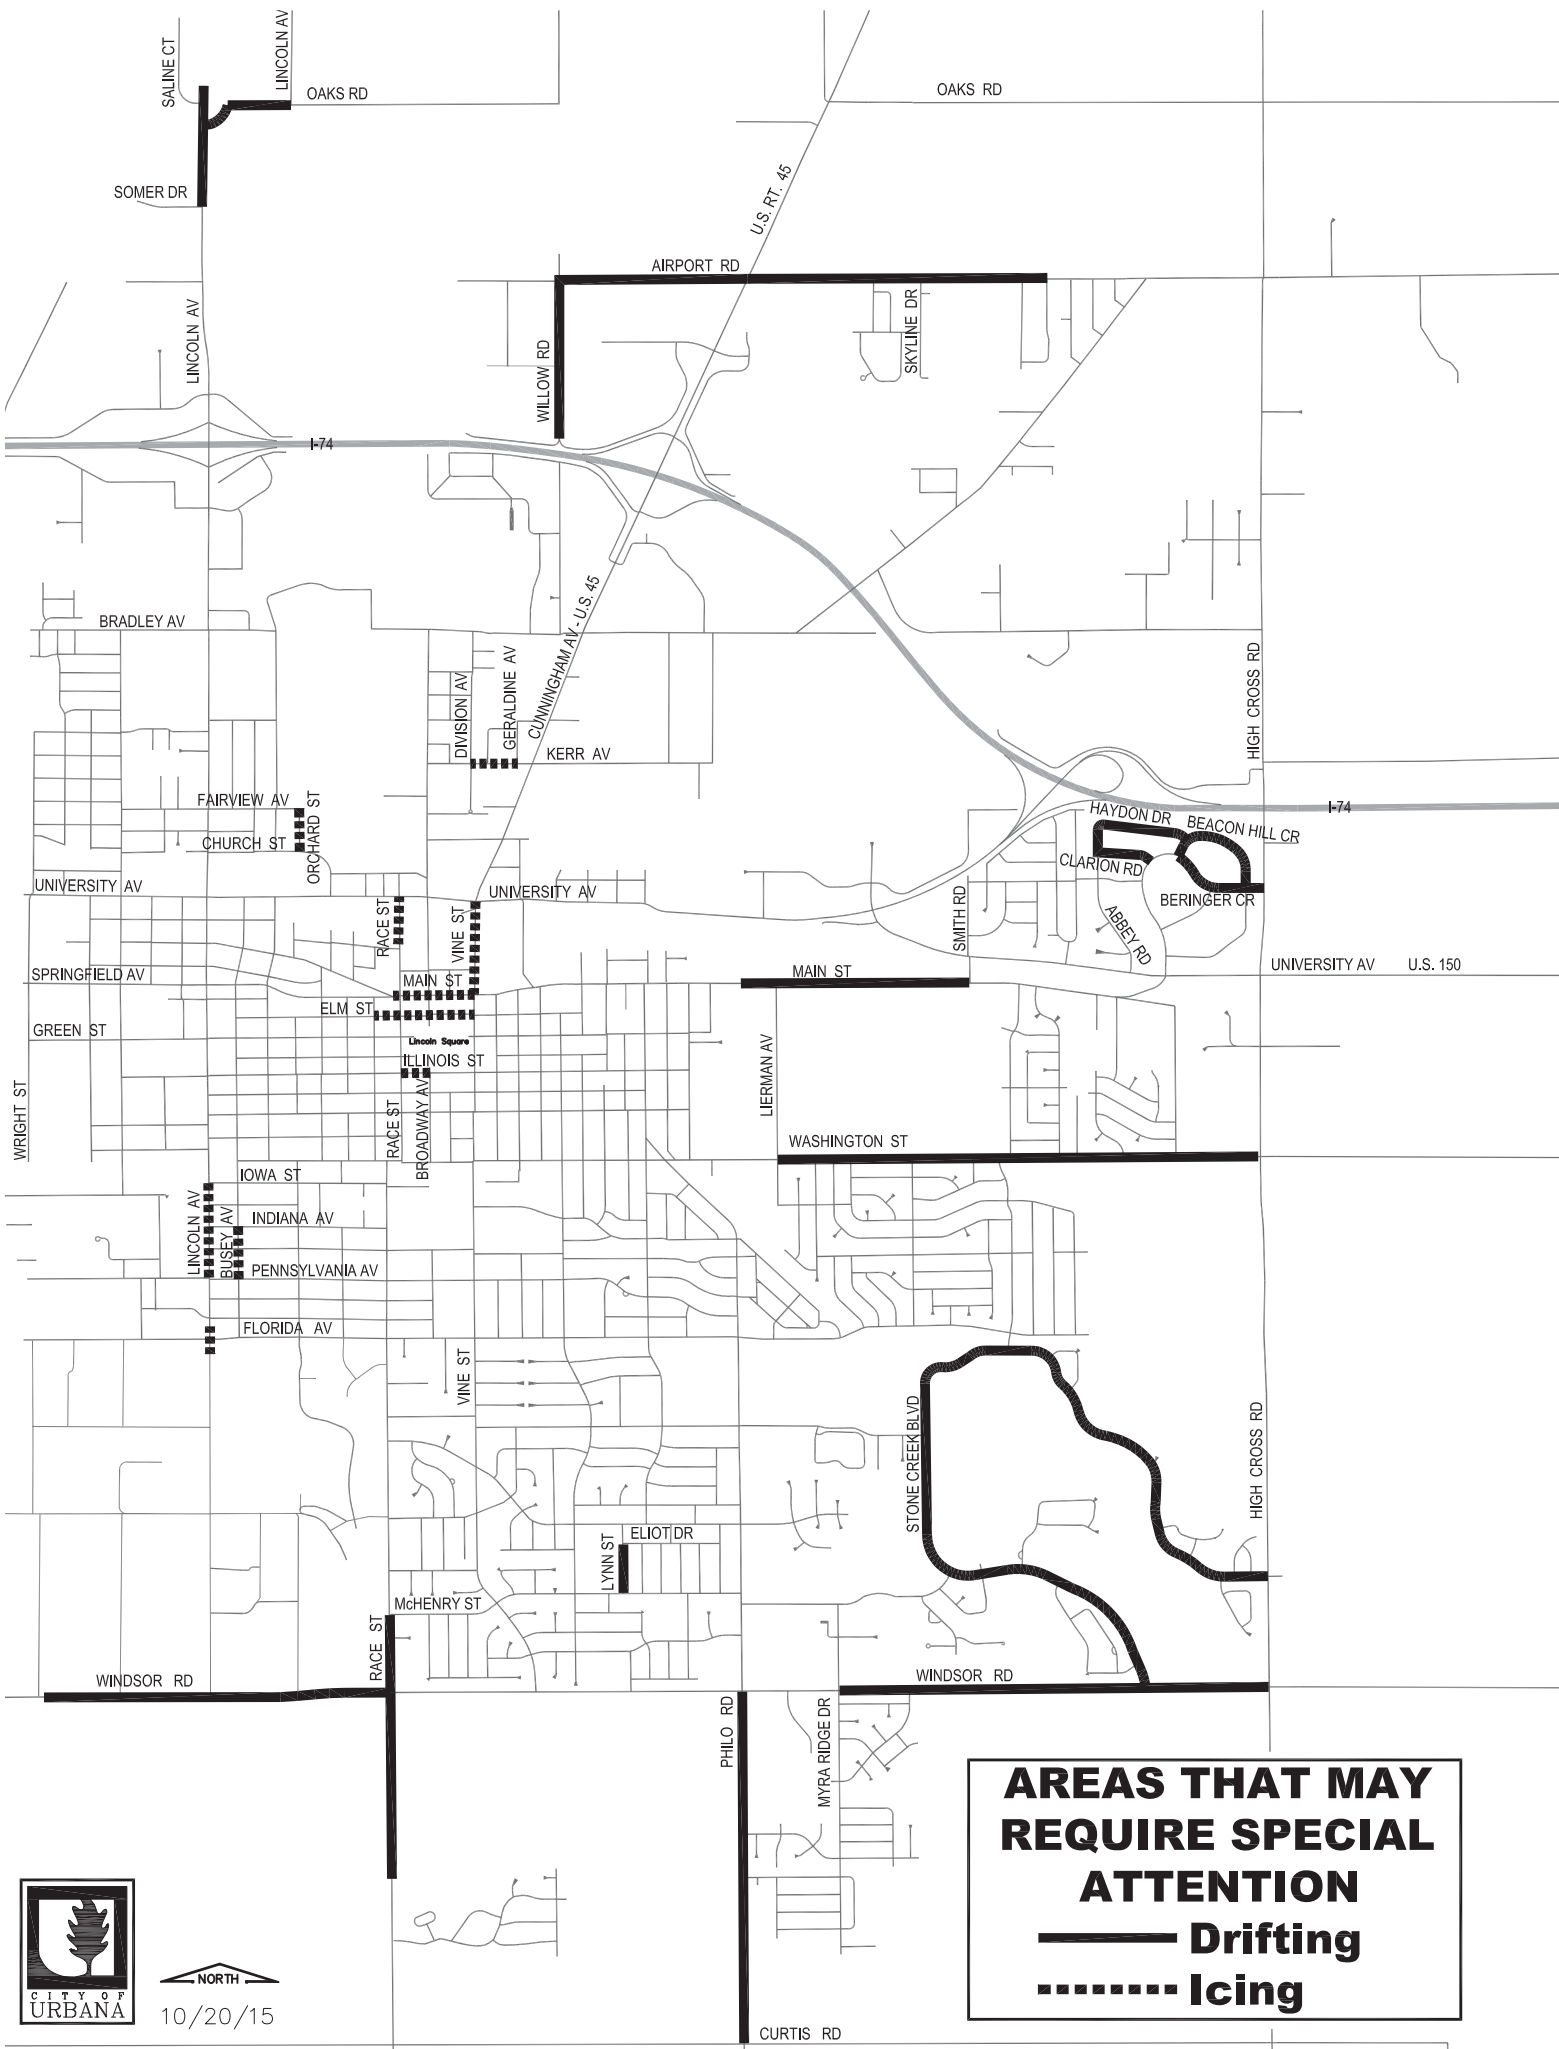 SALINE CT
LINCOLN AV
OAKS RD
OAKS RD
SOMER DR
U.S. RT. 45
AIRPORT RD
LINCOLN AV
WILLOW RD
SKYLINE DR
I-74
BRADLEY AV
CUNNINGHAM AV - U.S. 45
DIVISION AV
GERALDINE AV
HIGH CROSS RD
KERR AV
FAIRVIEW AV
ORCHARD ST
CHURCH ST
I-74
HAYDON DR
BEACON HILL CR
CLARION RD
UNIVERSITY AV
UNIVERSITY AV
BERINGER CR
RACE ST
VINE ST
SMITH RD
ABBEY RD
SPRINGFIELD AV
MAIN ST
MAIN ST
UNIVERSITY AV
U.S. 150
ELM ST
GREEN ST
Lincoln Square
ILLINOIS ST
LIERMAN AV
WRIGHT ST
RACE ST
BROADWAY AV
WASHINGTON ST
IOWA ST
LINCOLN AV
BUSEY AV
INDIANA AV
PENNSYLVANIA AV
FLORIDA AV
VINE ST
STONE CREEK BLVD
HIGH CROSS RD
ELIOT DR
LYNN ST
McHENRY ST
RACE ST
WINDSOR RD
WINDSOR RD
PHILO RD
MYRA RIDGE DR
AREAS THAT MAY
REQUIRE SPECIAL
ATTENTION
Drifting
Icing
CITY OF
URBANA
NORTH
10/20/15
CURTIS RD